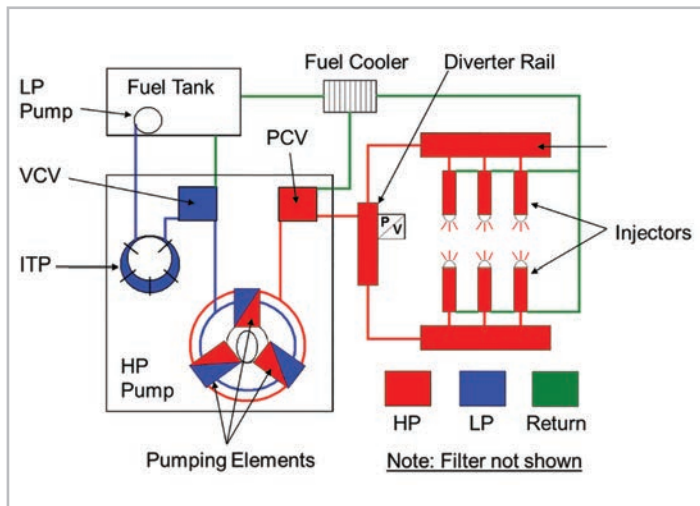 Fuel Cooler
Diverter Rail
LP
Pump
Fuel Tank
PCV
VCV
P
V
Injectors
ITP
HP
Pump
HP
LP
Return
Pumping Elements
Note: Filter not shown